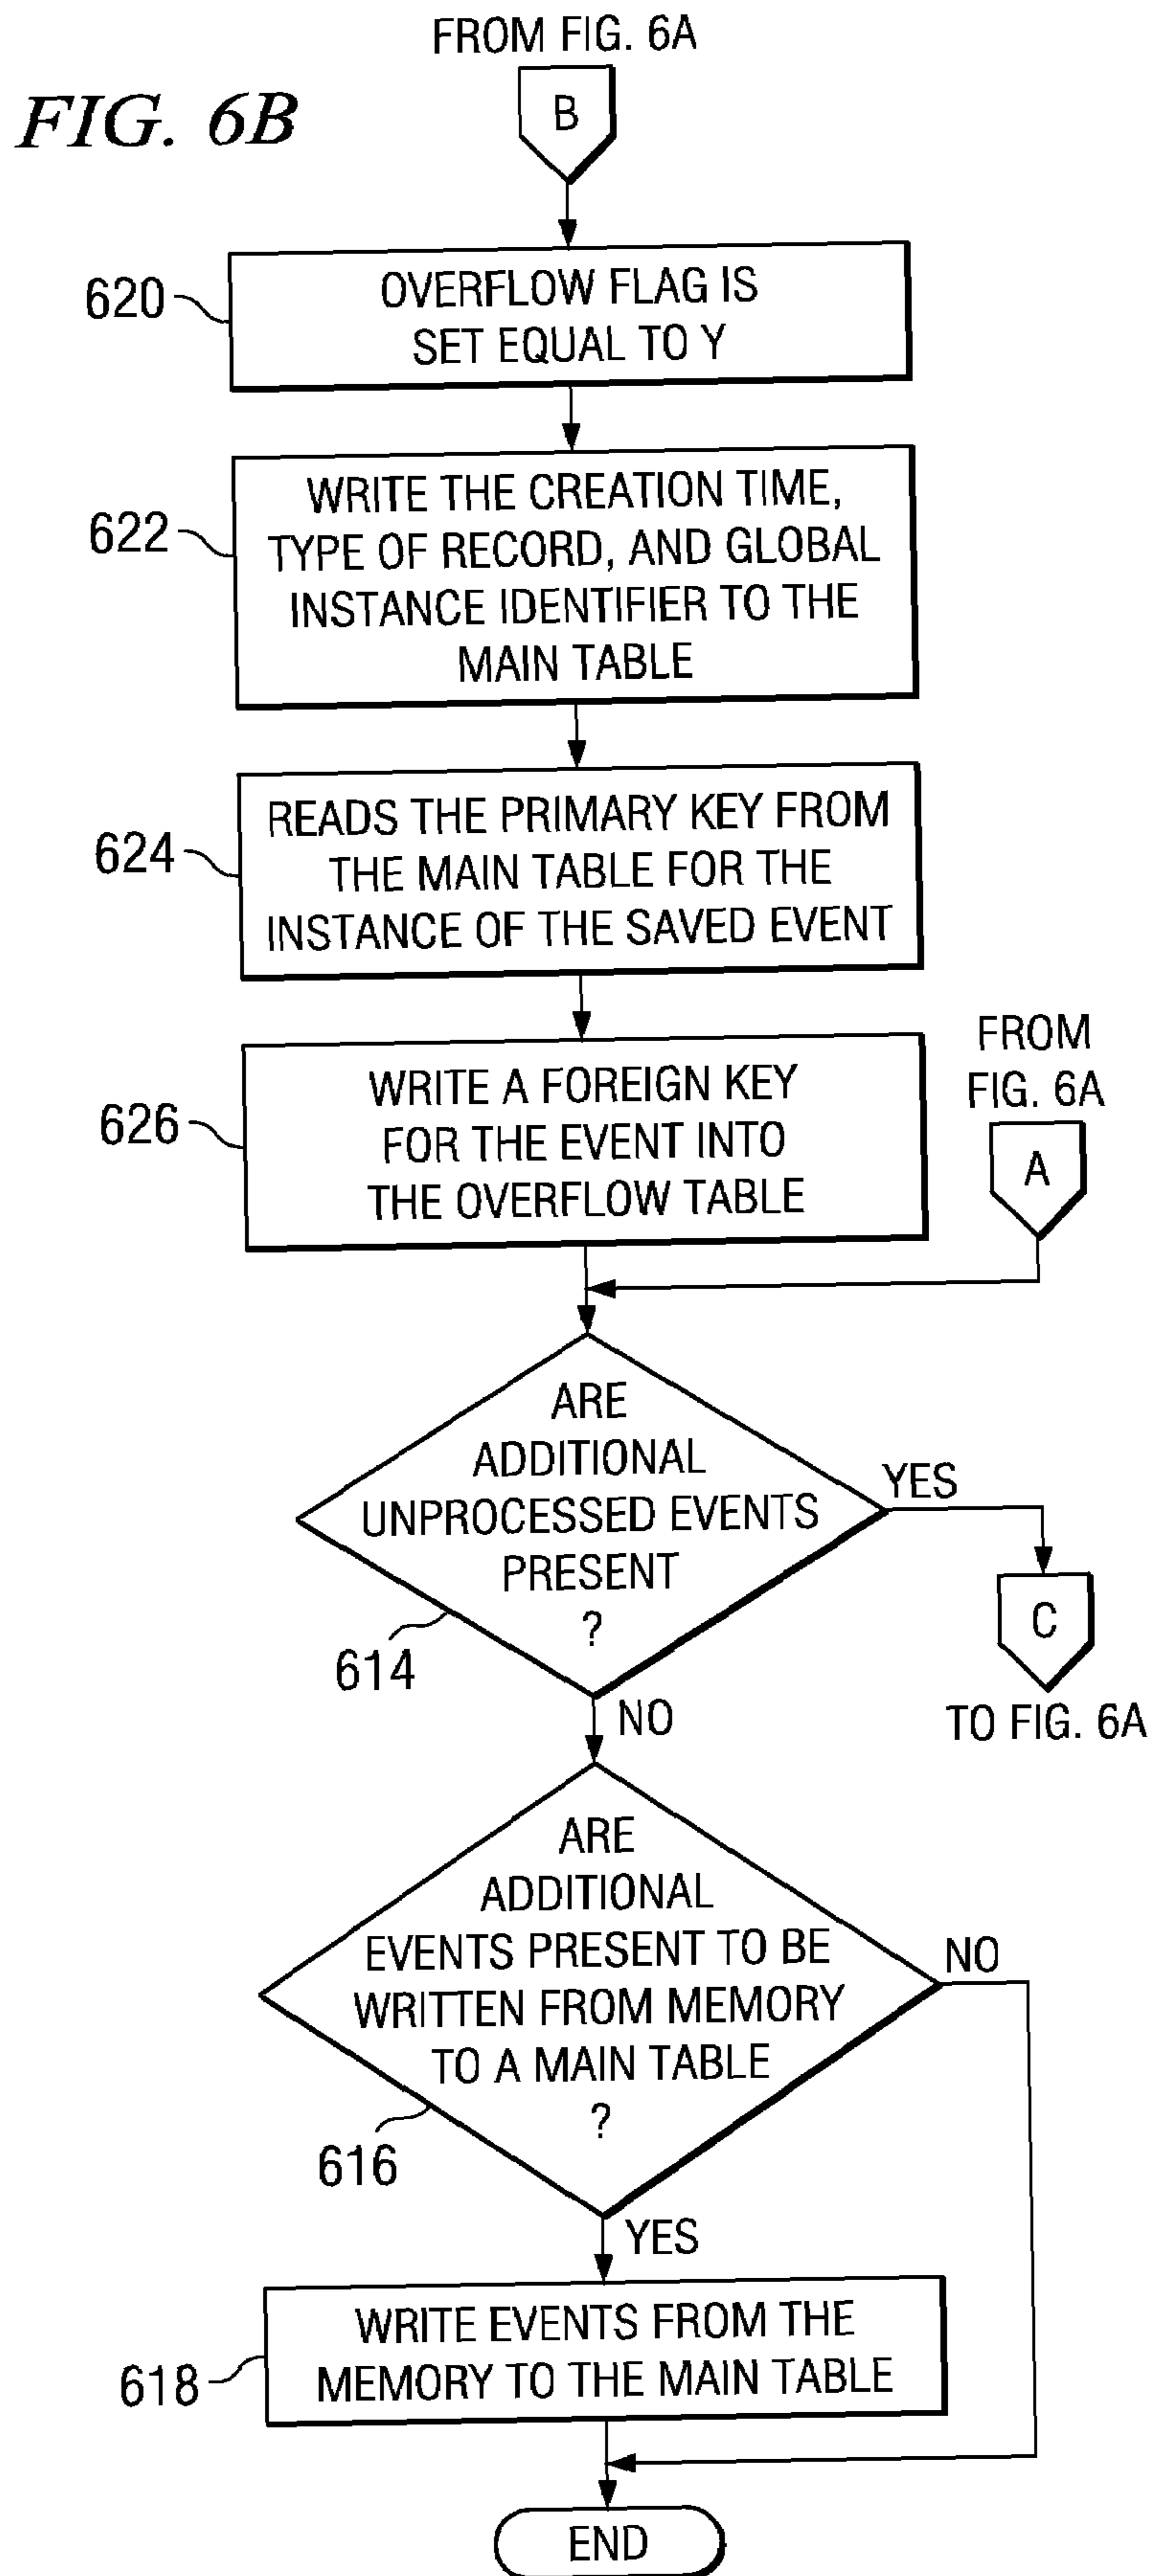 FROM FIG. 6A
FIG. 6B
B
620
OVERFLOW FLAG IS
SET EQUAL TO Y
622
WRITE THE CREATION TIME,
TYPE OF RECORD, AND GLOBAL
INSTANCE IDENTIFIER TO THE
MAIN TABLE
624
READS THE PRIMARY KEY FROM
THE MAIN TABLE FOR THE
INSTANCE OF THE SAVED EVENT
626
WRITE A FOREIGN KEY
FOR THE EVENT INTO
THE OVERFLOW TABLE
FROM
FIG. 6A
A
ARE
ADDITIONAL
UNPROCESSED EVENTS
PRESENT
?
614
YES
C
TO FIG. 6A
NO
ARE
ADDITIONAL
EVENTS PRESENT TO BE
WRITTEN FROM MEMORY
TO A MAIN TABLE
?
616
NO
YES
618
WRITE EVENTS FROM THE
MEMORY TO THE MAIN TABLE
END